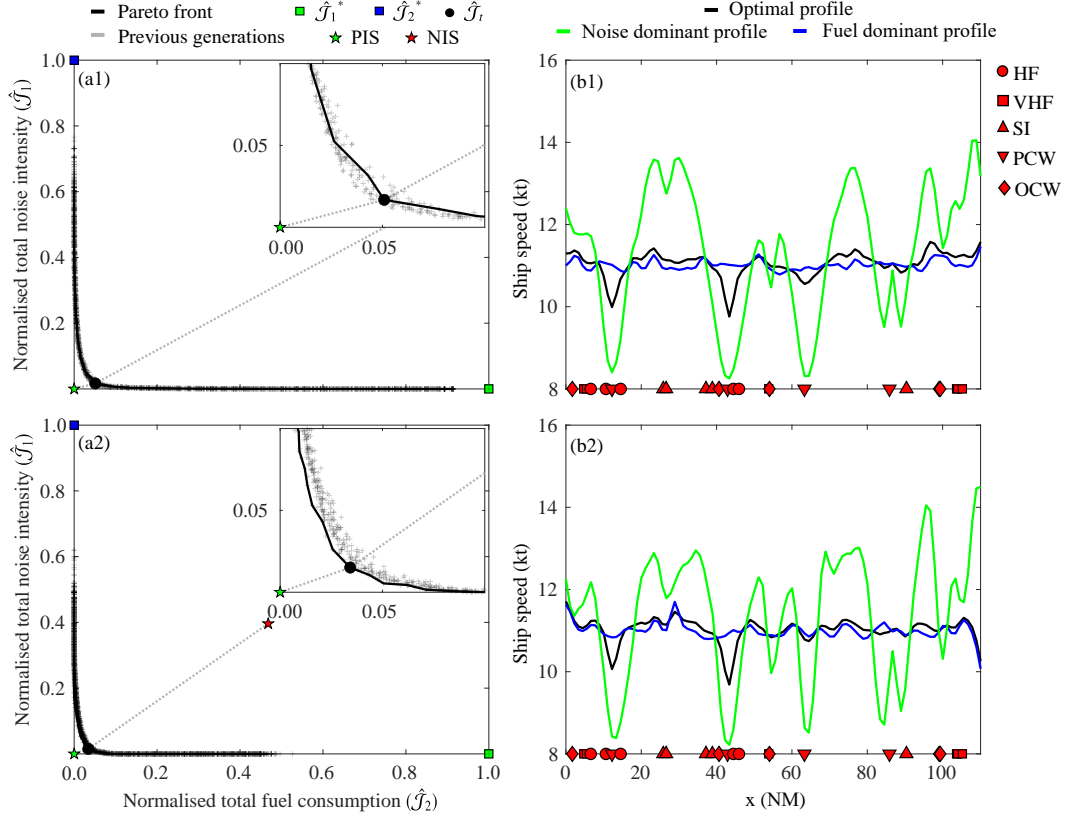 Pareto front
Previous generations
𝒥̂₁* 𝒥̂₂* 𝒥̂ₜ
PIS NIS
Optimal profile
Noise dominant profile Fuel dominant profile
HF
VHF
SI
PCW
OCW
(a1)
Normalised total noise intensity (𝒥̂₁)
1.0
0.8
0.6
0.4
0.2
0.0
0.05
0.00 0.05
(b1)
Ship speed (kt)
16
14
12
10
8
(a2)
Normalised total noise intensity (𝒥̂₁)
1.0
0.8
0.6
0.4
0.2
0.0
0.05
0.00 0.05
0.0 0.2 0.4 0.6 0.8 1.0
Normalised total fuel consumption (𝒥̂₂)
(b2)
Ship speed (kt)
16
14
12
10
8
0 20 40 60 80 100
x (NM)